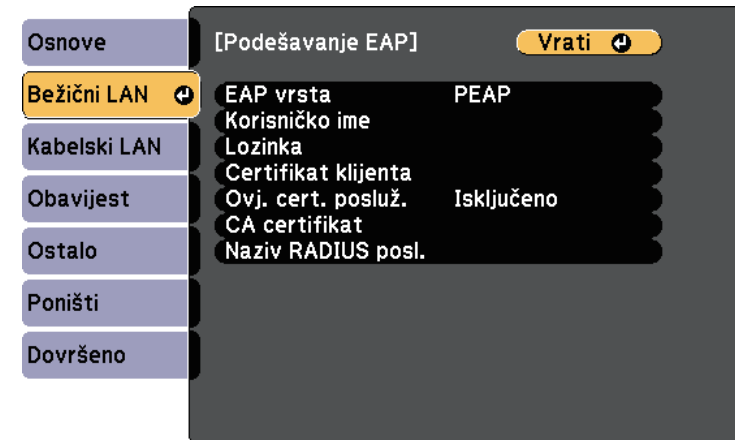 Osnove
Bežični LAN
Kabelski LAN
Obavijest
Ostalo
Poništi
Dovršeno
[Podešavanje EAP] Vrati
EAP vrsta PEAP
Korisničko ime
Lozinka
Certifikat klijenta
Ovj. cert. posluž. Isključeno
CA certifikat
Naziv RADIUS posl.